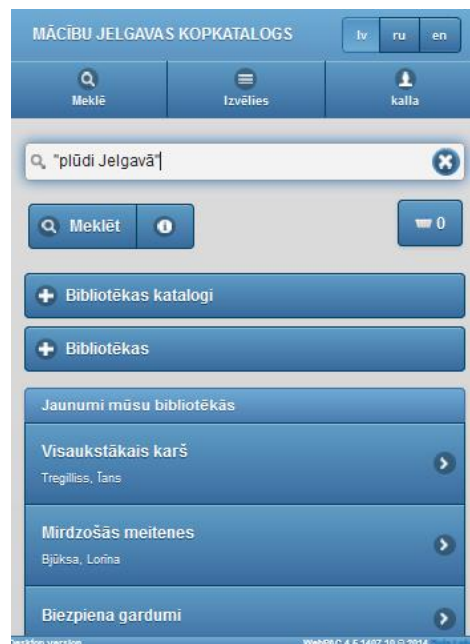 MĀCĪBU JELGAVAS KOPKATALOGS
lv ru en
Meklē Izvēlies kalla
"plūdi Jelgavā"
Meklēt 0
Bibliotēkas katalogi
Bibliotēkas
Jaunumi mūsu bibliotēkās
Visaukstākais karš
Tregilliss, Īans
Mirdzošās meitenes
Bjūksa, Lorīna
Biezpiena gardumi